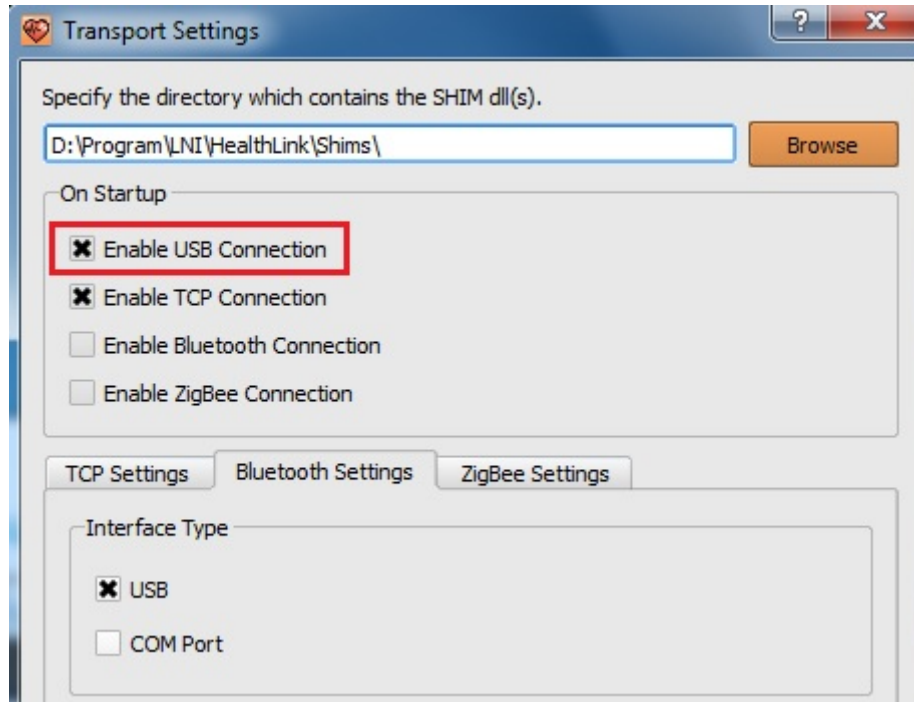 Transport Settings
? X
Specify the directory which contains the SHIM dll(s).
D:\Program\LNI\HealthLink\Shims\ Browse
On Startup
Enable USB Connection
Enable TCP Connection
Enable Bluetooth Connection
Enable ZigBee Connection
TCP Settings Bluetooth Settings ZigBee Settings
Interface Type
USB
COM Port